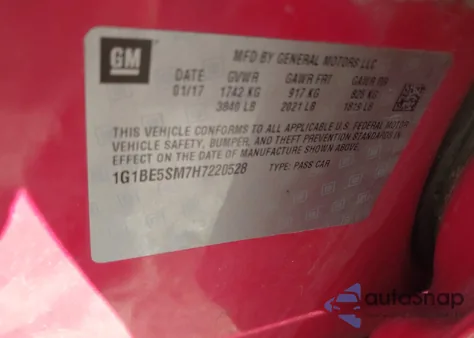 GM
MFD BY GENERAL MOTORS LLC
DATE GVWR GAWR FRT GAWR RR
01/17 1742 KG 917 KG 825 KG
3840 LB 2021 LB 1819 LB
THIS VEHICLE CONFORMS TO ALL APPLICABLE U.S. FEDERAL MOTOR
VEHICLE SAFETY, BUMPER, AND THEFT PREVENTION STANDARDS IN
EFFECT ON THE DATE OF MANUFACTURE SHOWN ABOVE.
1G1BE5SM7H7220528 TYPE: PASS CAR
autosnap